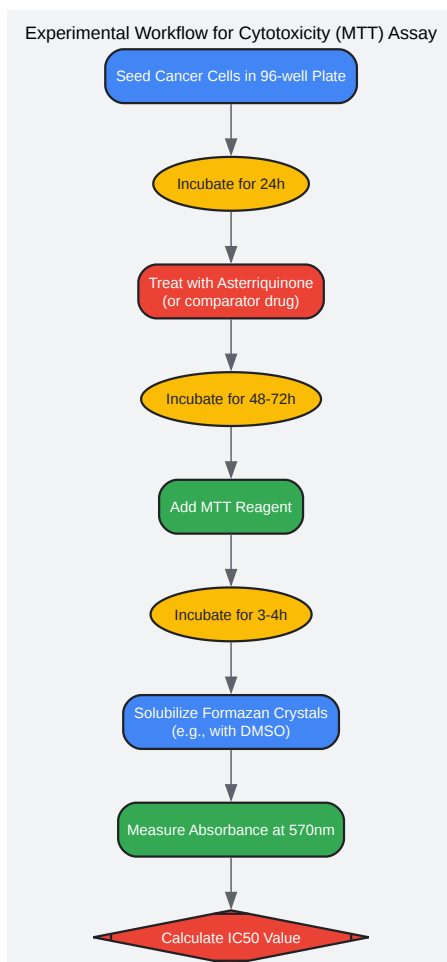 Experimental Workflow for Cytotoxicity (MTT) Assay
Seed Cancer Cells in 96-well Plate
Incubate for 24h
Treat with Asterriquinone
(or comparator drug)
Incubate for 48-72h
Add MTT Reagent
Incubate for 3-4h
Solubilize Formazan Crystals
(e.g., with DMSO)
Measure Absorbance at 570nm
Calculate IC50 Value